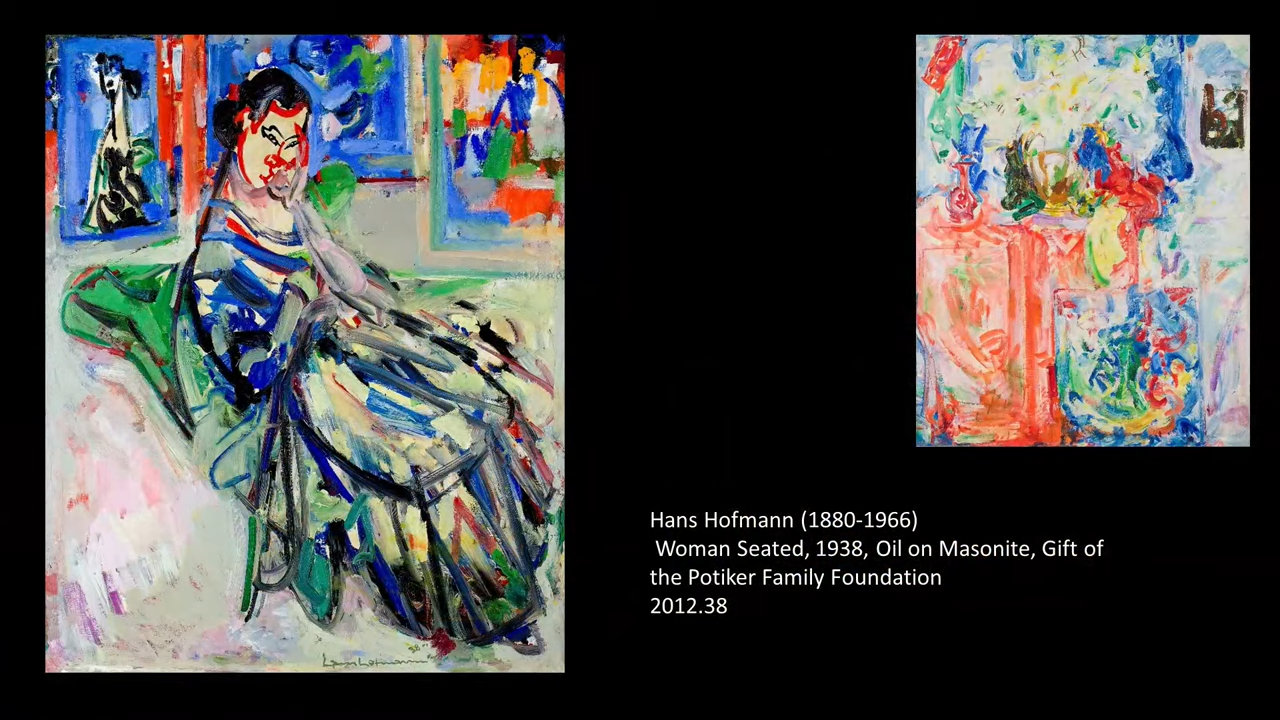 Hans Hofmann (1880-1966)
Woman Seated, 1938, Oil on Masonite, Gift of
the Potiker Family Foundation
2012.38